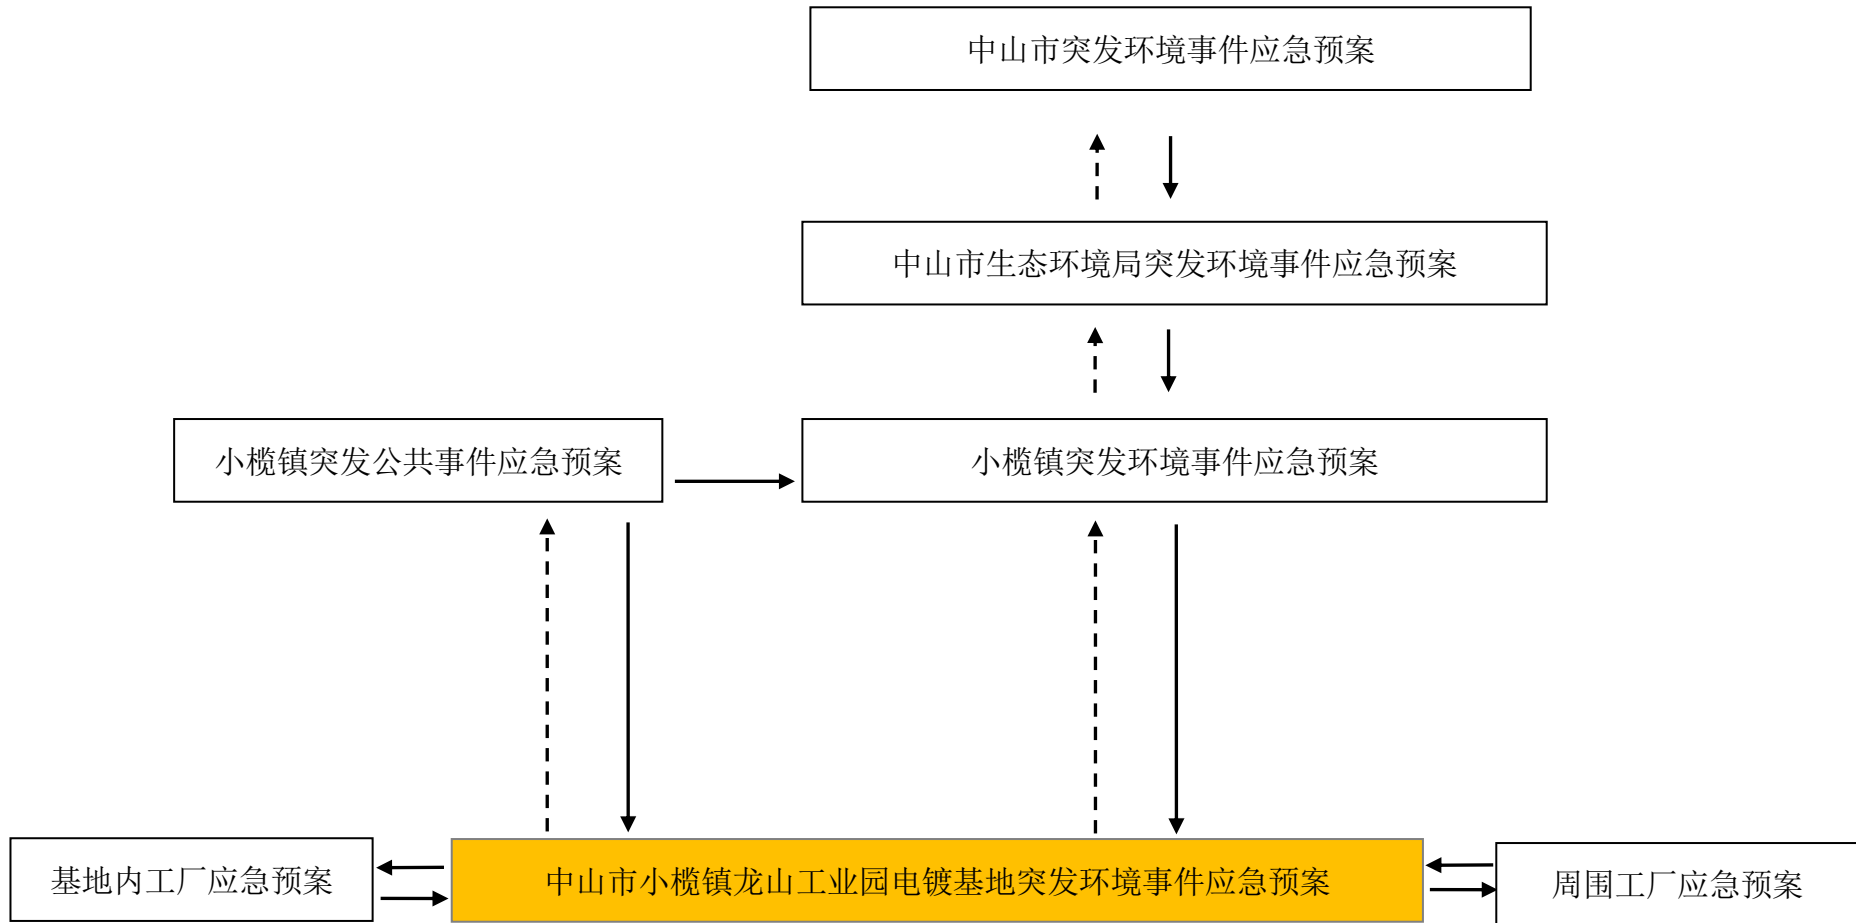 中山市突发环境事件应急预案
中山市生态环境局突发环境事件应急预案
小榄镇突发公共事件应急预案
小榄镇突发环境事件应急预案
基地内工厂应急预案
中山市小榄镇龙山工业园电镀基地突发环境事件应急预案
周围工厂应急预案